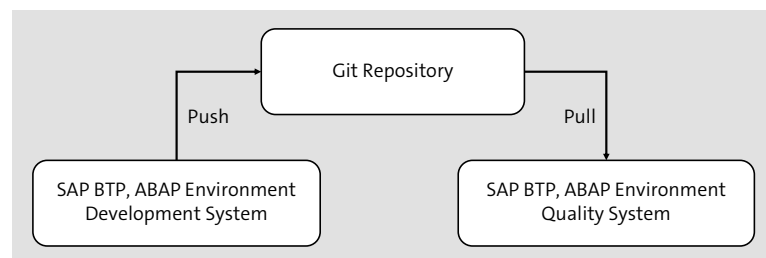 Git Repository
Push
Pull
SAP BTP, ABAP Environment
Development System
SAP BTP, ABAP Environment
Quality System